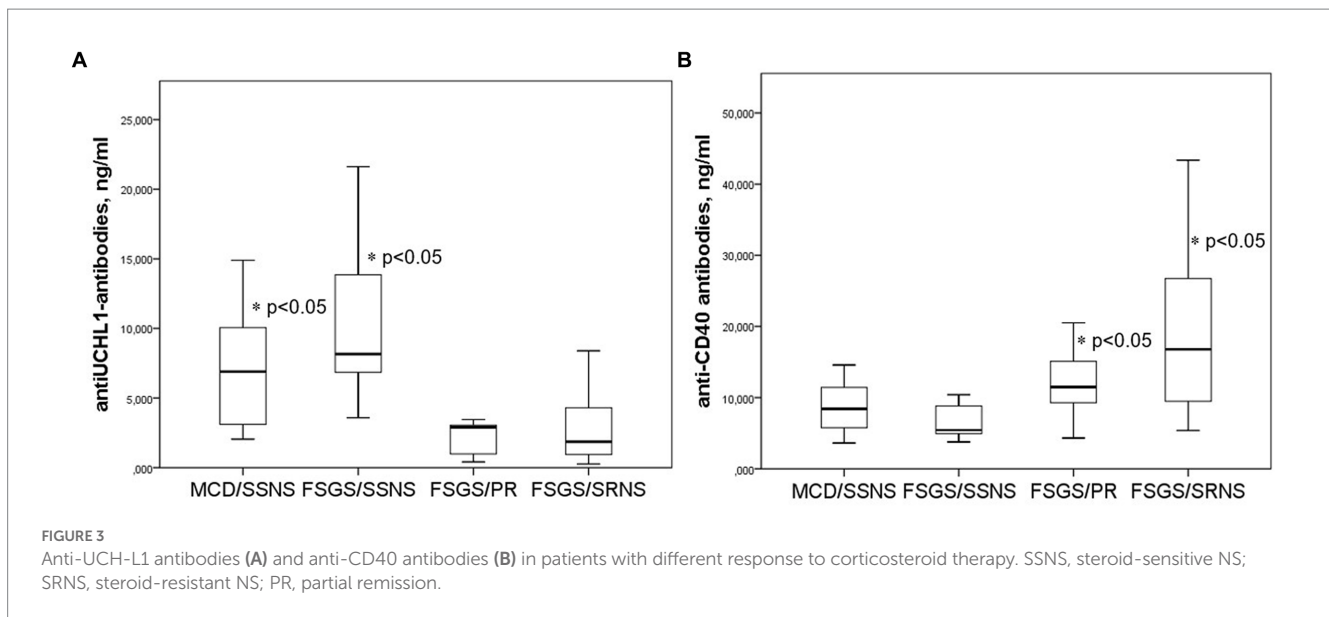 A
antiUCHL1-antibodies, ng/ml
25,000
20,000
15,000
10,000
5,000
,000
* p<0.05
* p<0.05
MCD/SSNS FSGS/SSNS FSGS/PR FSGS/SRNS
B
anti-CD40 antibodies, ng/ml
50,000
40,000
30,000
20,000
10,000
,000
* p<0.05
* p<0.05
MCD/SSNS FSGS/SSNS FSGS/PR FSGS/SRNS
FIGURE 3
Anti-UCH-L1 antibodies (A) and anti-CD40 antibodies (B) in patients with different response to corticosteroid therapy. SSNS, steroid-sensitive NS;
SRNS, steroid-resistant NS; PR, partial remission.